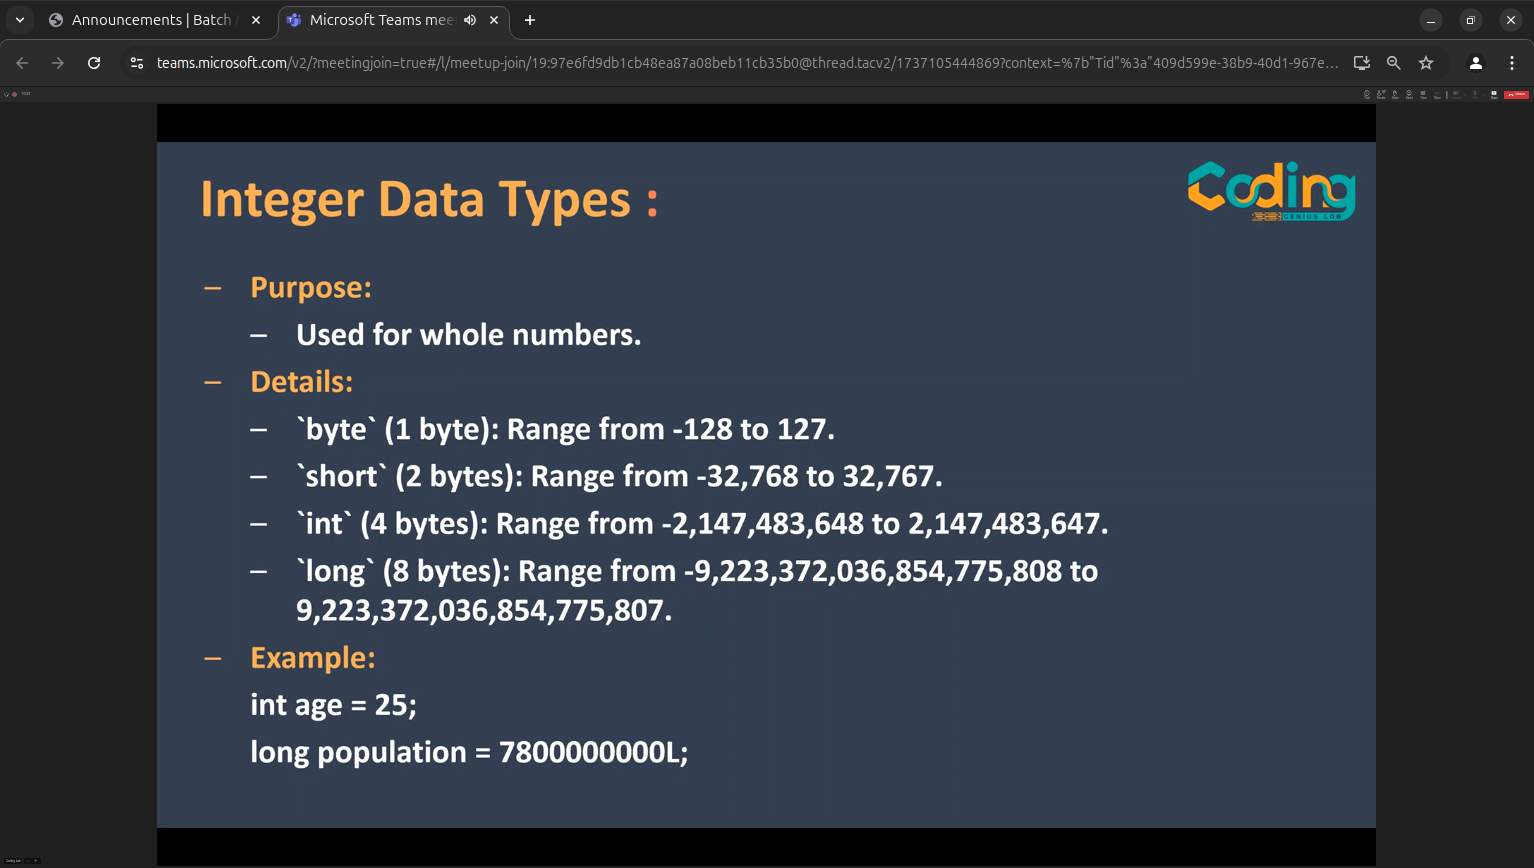 Announcements | Batch
Microsoft Teams mee
teams.microsoft.com/v2/?meetingjoin=true#/l/meetup-join/19:97e6fd9db1cb48ea87a08beb11cb35b0@thread.tacv2/1737105444869?context=%7b"Tid"%3a"409d599e-38b9-40d1-967e...
Integer Data Types :
Coding
GENIUS LAB
– Purpose:
– Used for whole numbers.
– Details:
– `byte` (1 byte): Range from -128 to 127.
– `short` (2 bytes): Range from -32,768 to 32,767.
– `int` (4 bytes): Range from -2,147,483,648 to 2,147,483,647.
– `long` (8 bytes): Range from -9,223,372,036,854,775,808 to
9,223,372,036,854,775,807.
– Example:
int age = 25;
long population = 7800000000L;